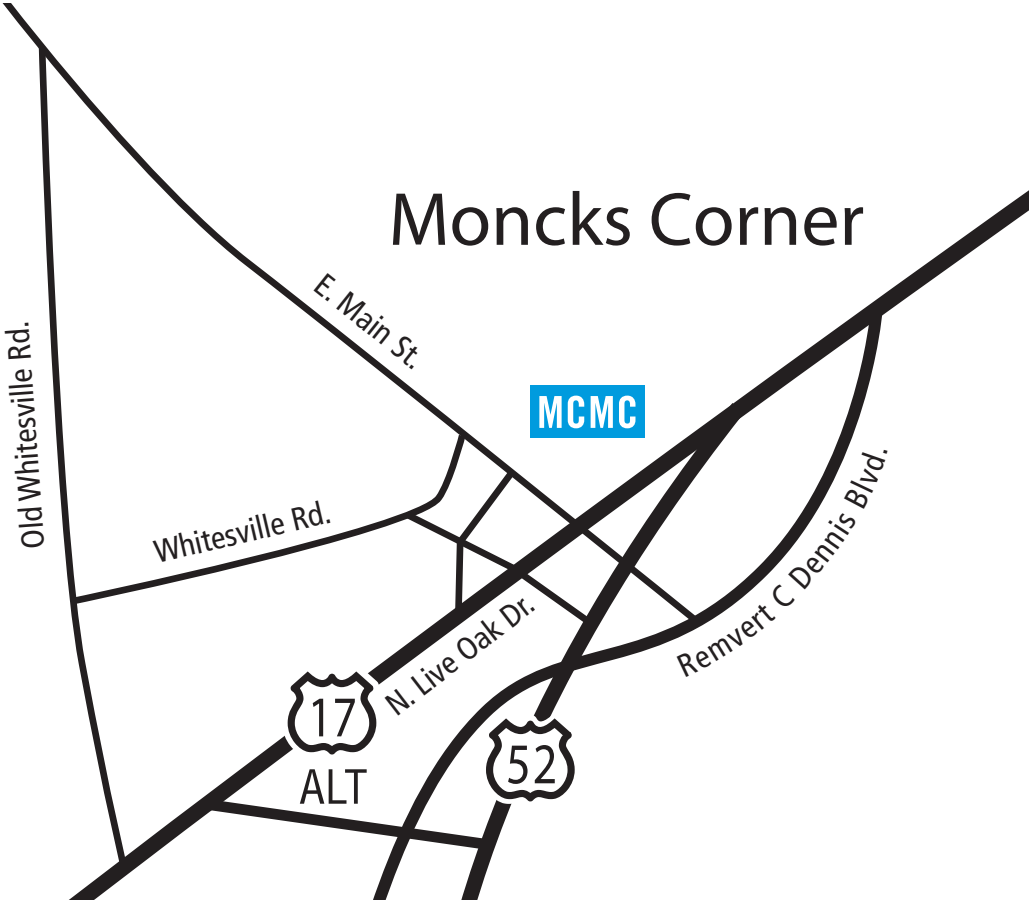 Moncks Corner
E. Main St.
Old Whitesville Rd.
MCMC
Whitesville Rd.
Remvert C Dennis Blvd.
N. Live Oak Dr.
17
ALT
52